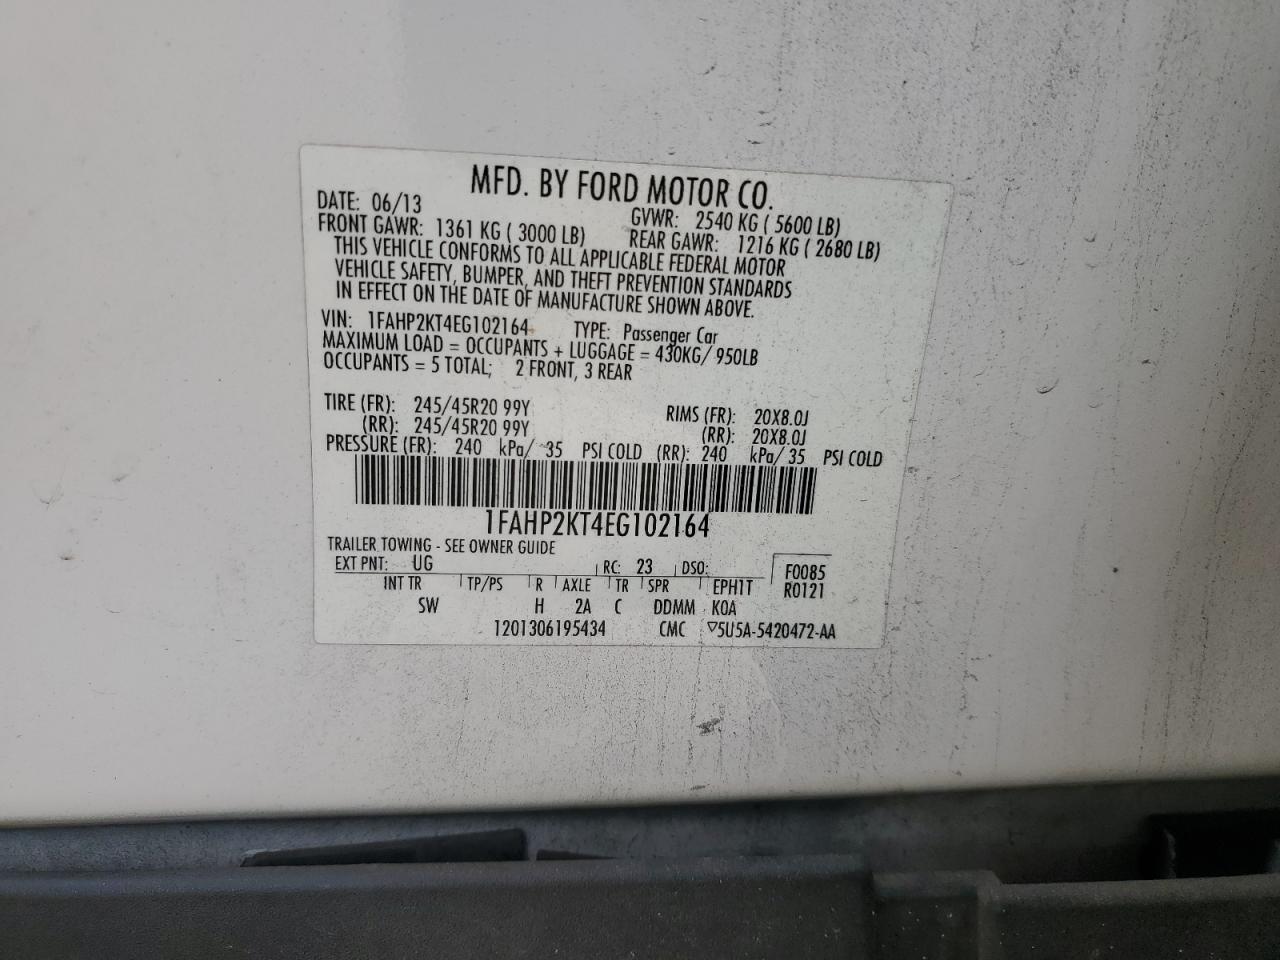 MFD. BY FORD MOTOR CO.
DATE: 06/13 GVWR: 2540 KG ( 5600 LB)
FRONT GAWR: 1361 KG ( 3000 LB) REAR GAWR: 1216 KG ( 2680 LB)
THIS VEHICLE CONFORMS TO ALL APPLICABLE FEDERAL MOTOR
VEHICLE SAFETY, BUMPER, AND THEFT PREVENTION STANDARDS
IN EFFECT ON THE DATE OF MANUFACTURE SHOWN ABOVE.
VIN: 1FAHP2KT4EG102164 TYPE: Passenger Car
MAXIMUM LOAD = OCCUPANTS + LUGGAGE = 430KG/ 950LB
OCCUPANTS = 5 TOTAL; 2 FRONT, 3 REAR
TIRE (FR): 245/45R20 99Y RIMS (FR): 20X8.0J
(RR): 245/45R20 99Y (RR): 20X8.0J
PRESSURE (FR): 240 kPa/ 35 PSI COLD (RR): 240 kPa/ 35 PSI COLD
1FAHP2KT4EG102164
TRAILER TOWING - SEE OWNER GUIDE
EXT PNT: UG RC: 23 DSO: F0085
INT TR TP/PS R AXLE TR SPR EPH1T R0121
SW H 2A C DDMM KOA
1201306195434 CMC ▽5U5A-5420472-AA